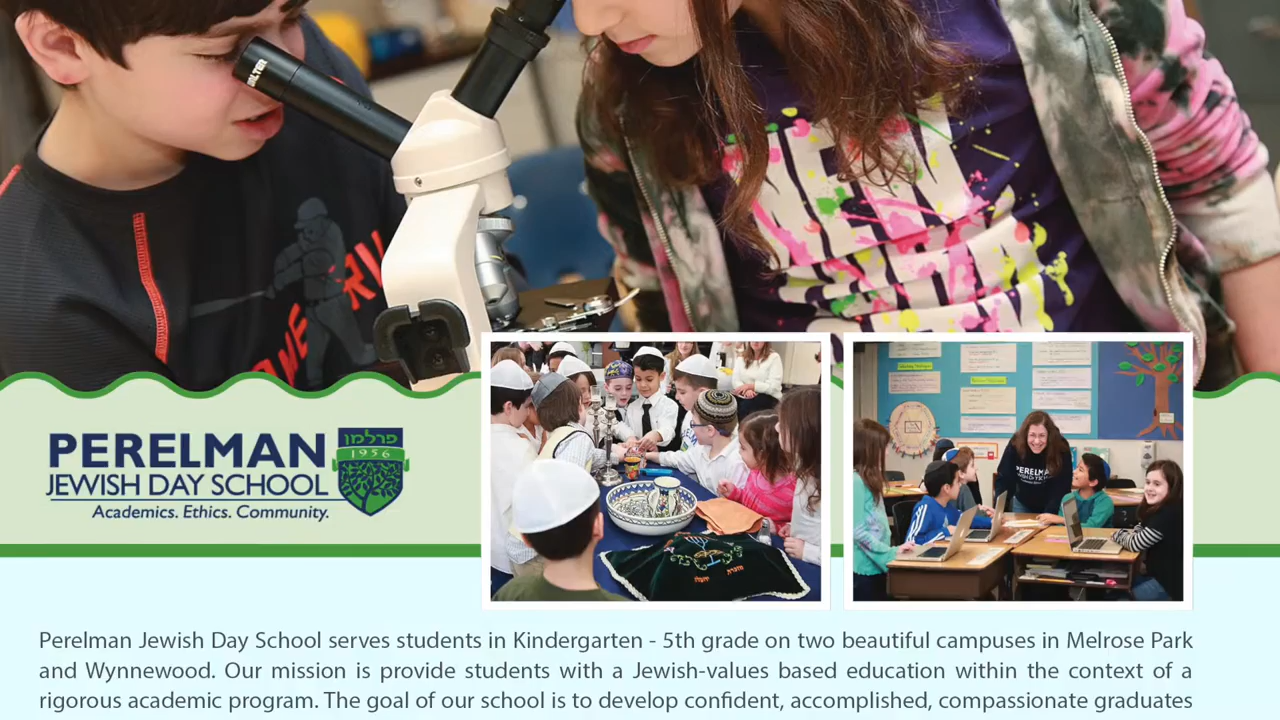 PERELMAN
JEWISH DAY SCHOOL
Academics. Ethics. Community.
פרלמן
1956
PERELMAN
Perelman Jewish Day School serves students in Kindergarten - 5th grade on two beautiful campuses in Melrose Park
and Wynnewood. Our mission is provide students with a Jewish-values based education within the context of a
rigorous academic program. The goal of our school is to develop confident, accomplished, compassionate graduates